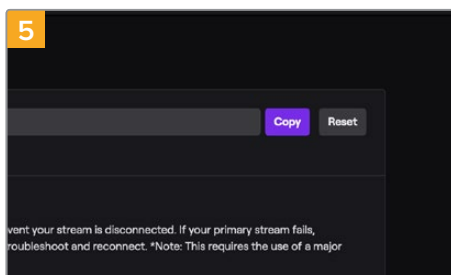 5
Copy Reset
vent your stream is disconnected. If your primary stream fails,
roubleshoot and reconnect. *Note: This requires the use of a major